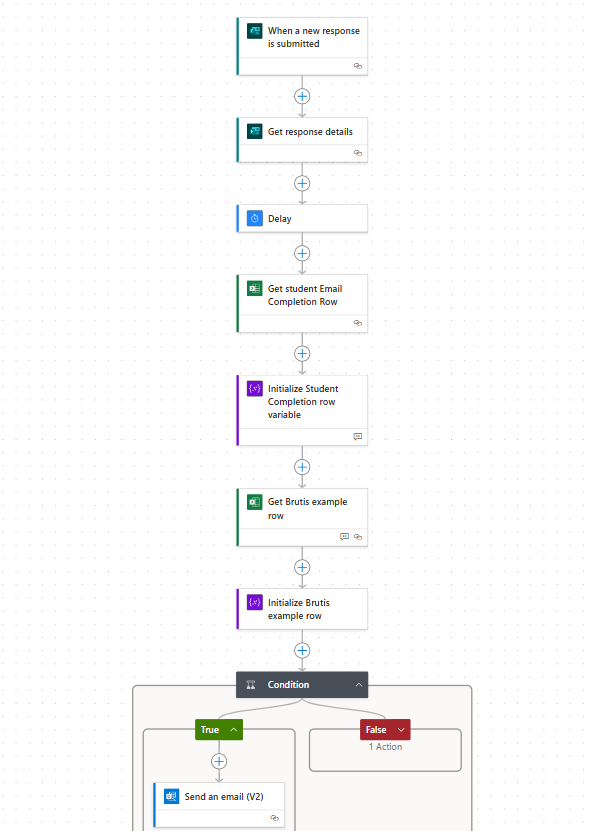 When a new response
is submitted
Get response details
Delay
Get student Email
Completion Row
{x}
Initialize Student
Completion row
variable
Get Brutis example
row
{x}
Initialize Brutis
example row
Condition
True
False
1 Action
Send an email (V2)